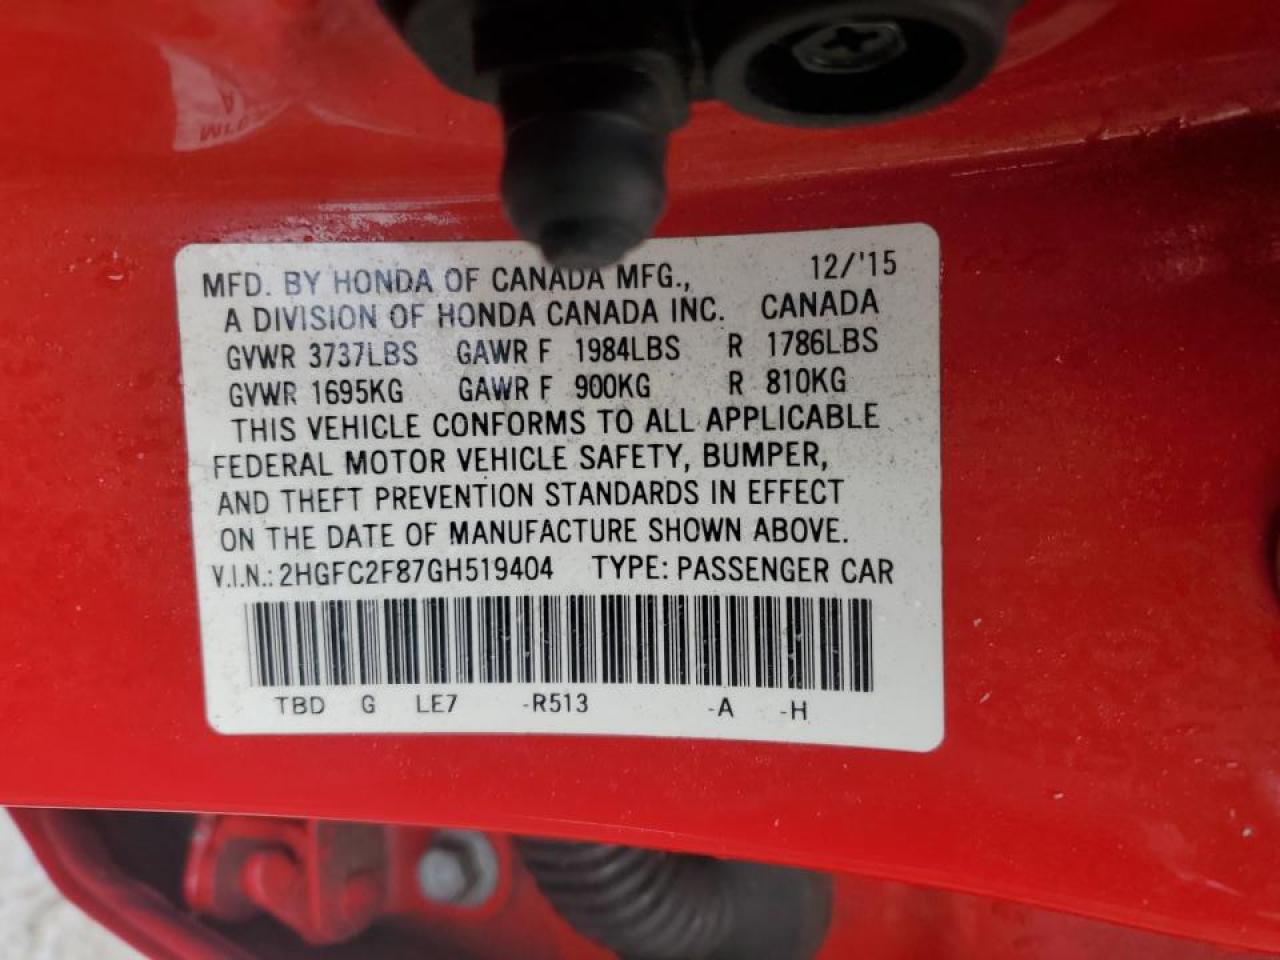 MFD. BY HONDA OF CANADA MFG., 12/'15
A DIVISION OF HONDA CANADA INC. CANADA
GVWR 3737LBS GAWR F 1984LBS R 1786LBS
GVWR 1695KG GAWR F 900KG R 810KG
THIS VEHICLE CONFORMS TO ALL APPLICABLE
FEDERAL MOTOR VEHICLE SAFETY, BUMPER,
AND THEFT PREVENTION STANDARDS IN EFFECT
ON THE DATE OF MANUFACTURE SHOWN ABOVE.
V.I.N.: 2HGFC2F87GH519404 TYPE: PASSENGER CAR
TBD G LE7 -R513 -A -H